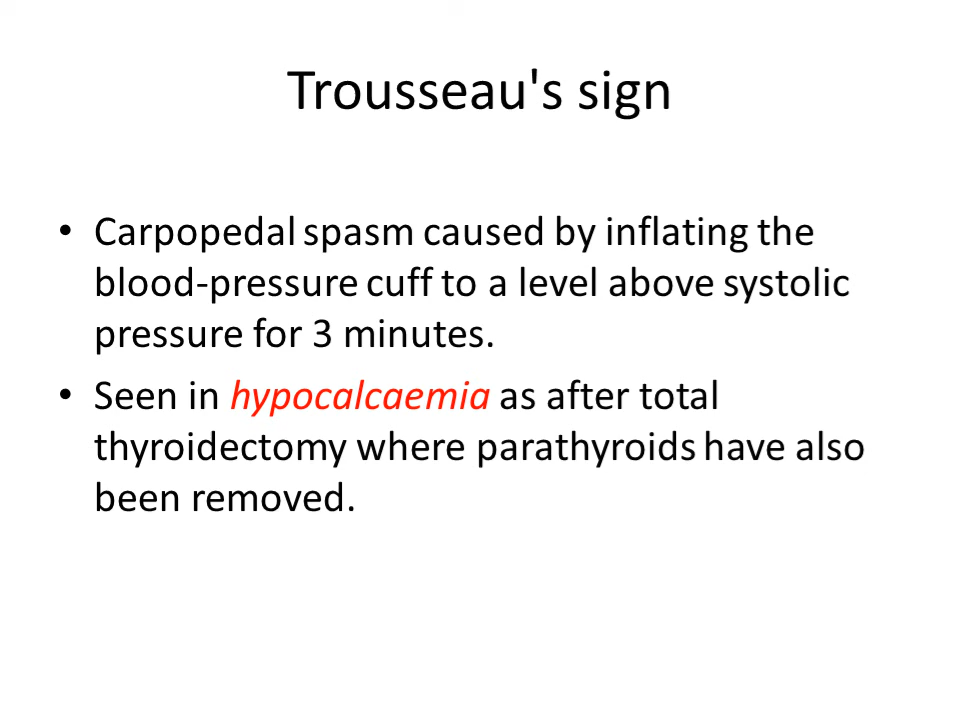 Trousseau's sign
• Carpopedal spasm caused by inflating the
blood-pressure cuff to a level above systolic
pressure for 3 minutes.
• Seen in hypocalcaemia as after total
thyroidectomy where parathyroids have also
been removed.